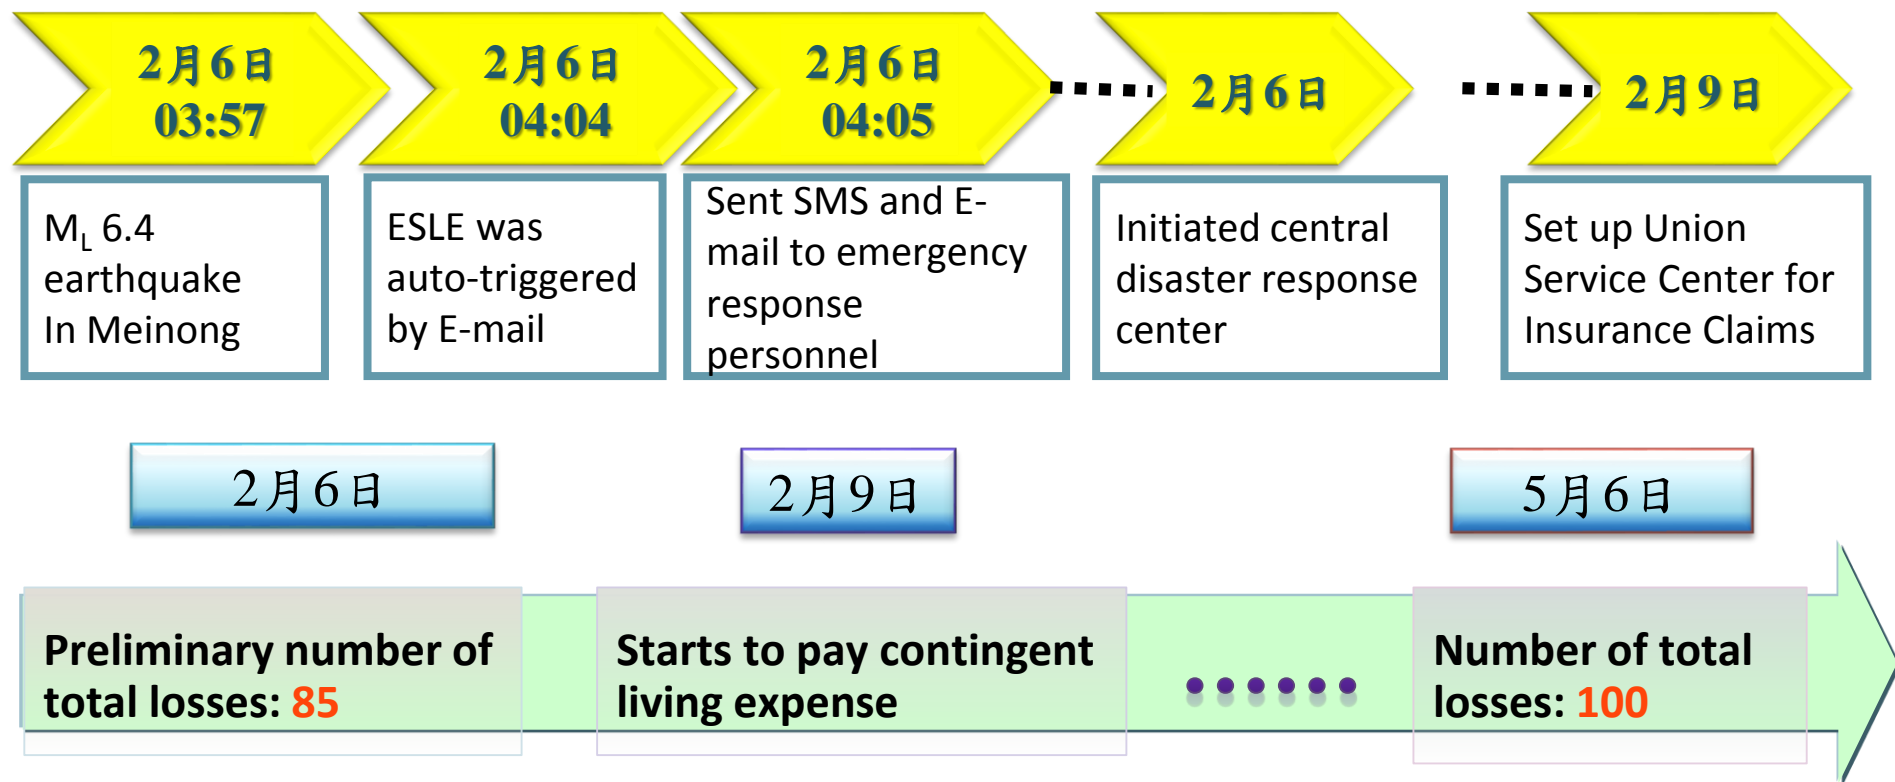 2月6日
03:57
2月6日
04:04
2月6日
04:05
2月6日
2月9日
M_L 6.4
earthquake
In Meinong
ESLE was
auto-triggered
by E-mail
Sent SMS and E-
mail to emergency
response
personnel
Initiated central
disaster response
center
Set up Union
Service Center for
Insurance Claims
2月6日
2月9日
5月6日
Preliminary number of
total losses: 85
Starts to pay contingent
living expense
Number of total
losses: 100